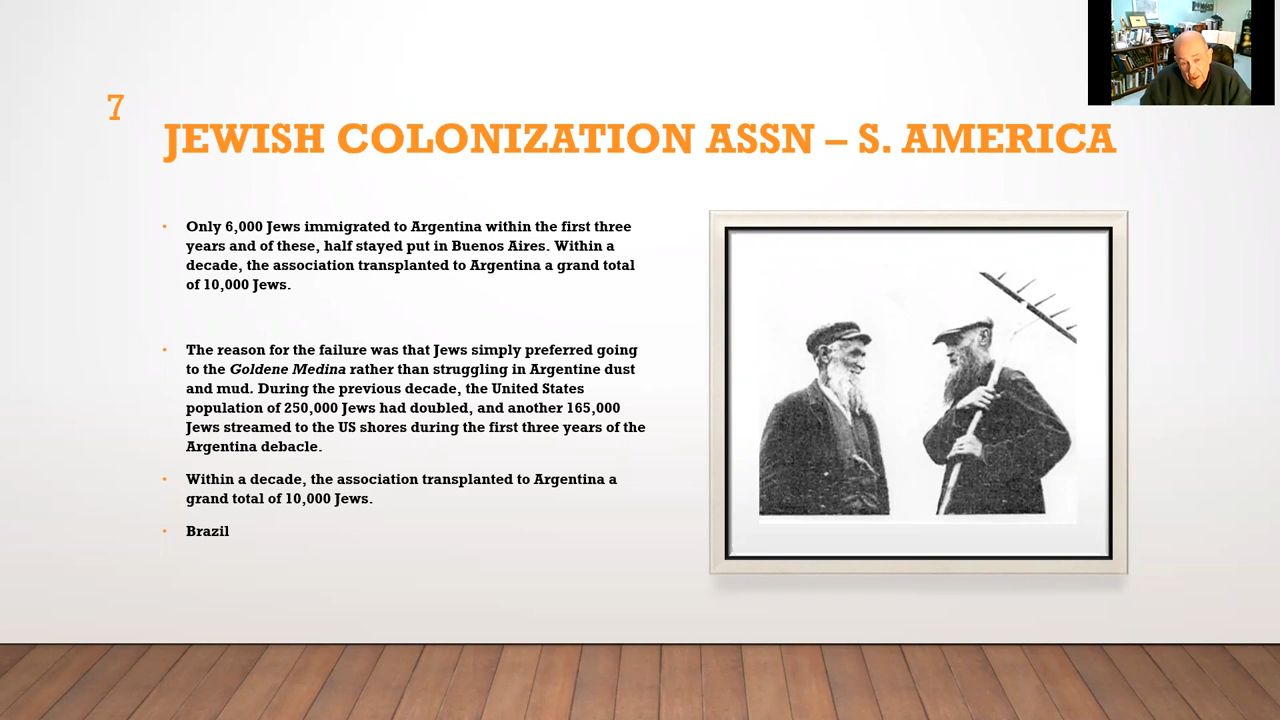 7
JEWISH COLONIZATION ASSN – S. AMERICA
• Only 6,000 Jews immigrated to Argentina within the first three
years and of these, half stayed put in Buenos Aires. Within a
decade, the association transplanted to Argentina a grand total
of 10,000 Jews.
• The reason for the failure was that Jews simply preferred going
to the Goldene Medina rather than struggling in Argentine dust
and mud. During the previous decade, the United States
population of 250,000 Jews had doubled, and another 165,000
Jews streamed to the US shores during the first three years of the
Argentina debacle.
• Within a decade, the association transplanted to Argentina a
grand total of 10,000 Jews.
• Brazil